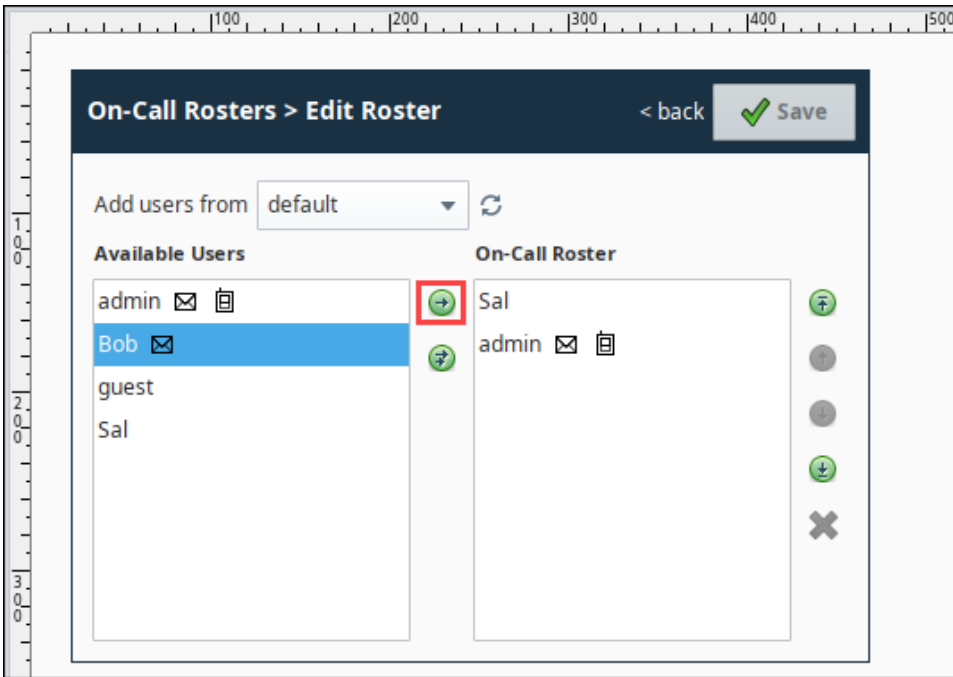 100 200 300 400 500
On-Call Rosters > Edit Roster < back Save
Add users from default
Available Users On-Call Roster
admin Sal
Bob admin
guest
Sal
100
200
300